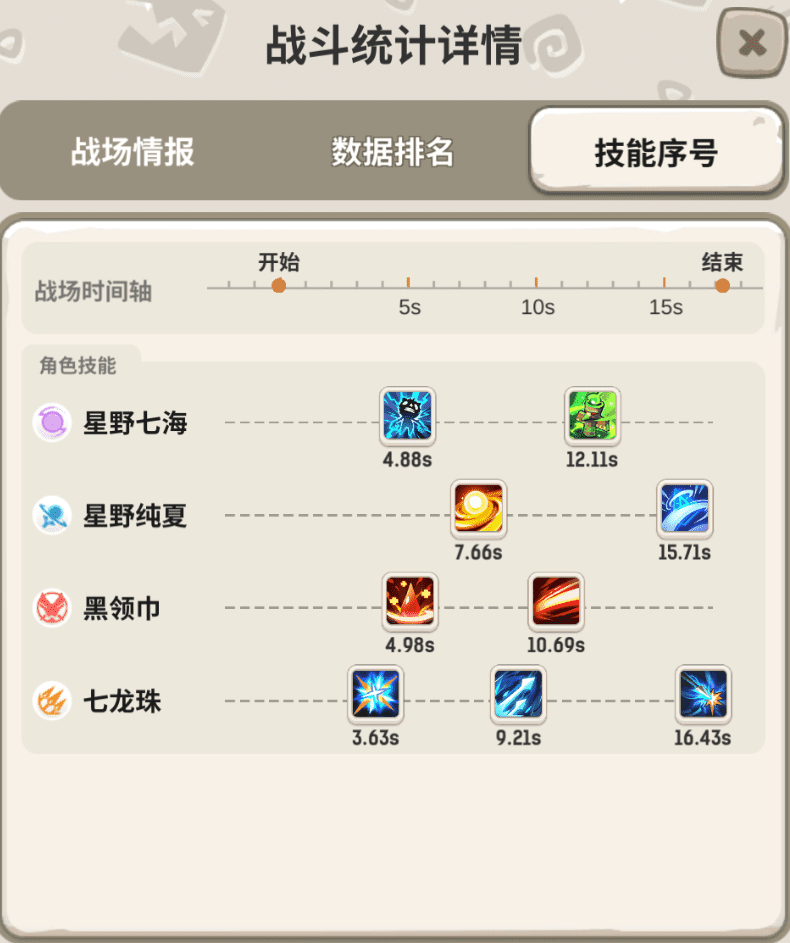 战斗统计详情
战场情报 数据排名 技能序号
开始 结束
战场时间轴
5s 10s 15s
角色技能
星野七海
4.88s 12.11s
星野纯夏
7.66s 15.71s
黑领巾
4.98s 10.69s
七龙珠
3.63s 9.21s 16.43s